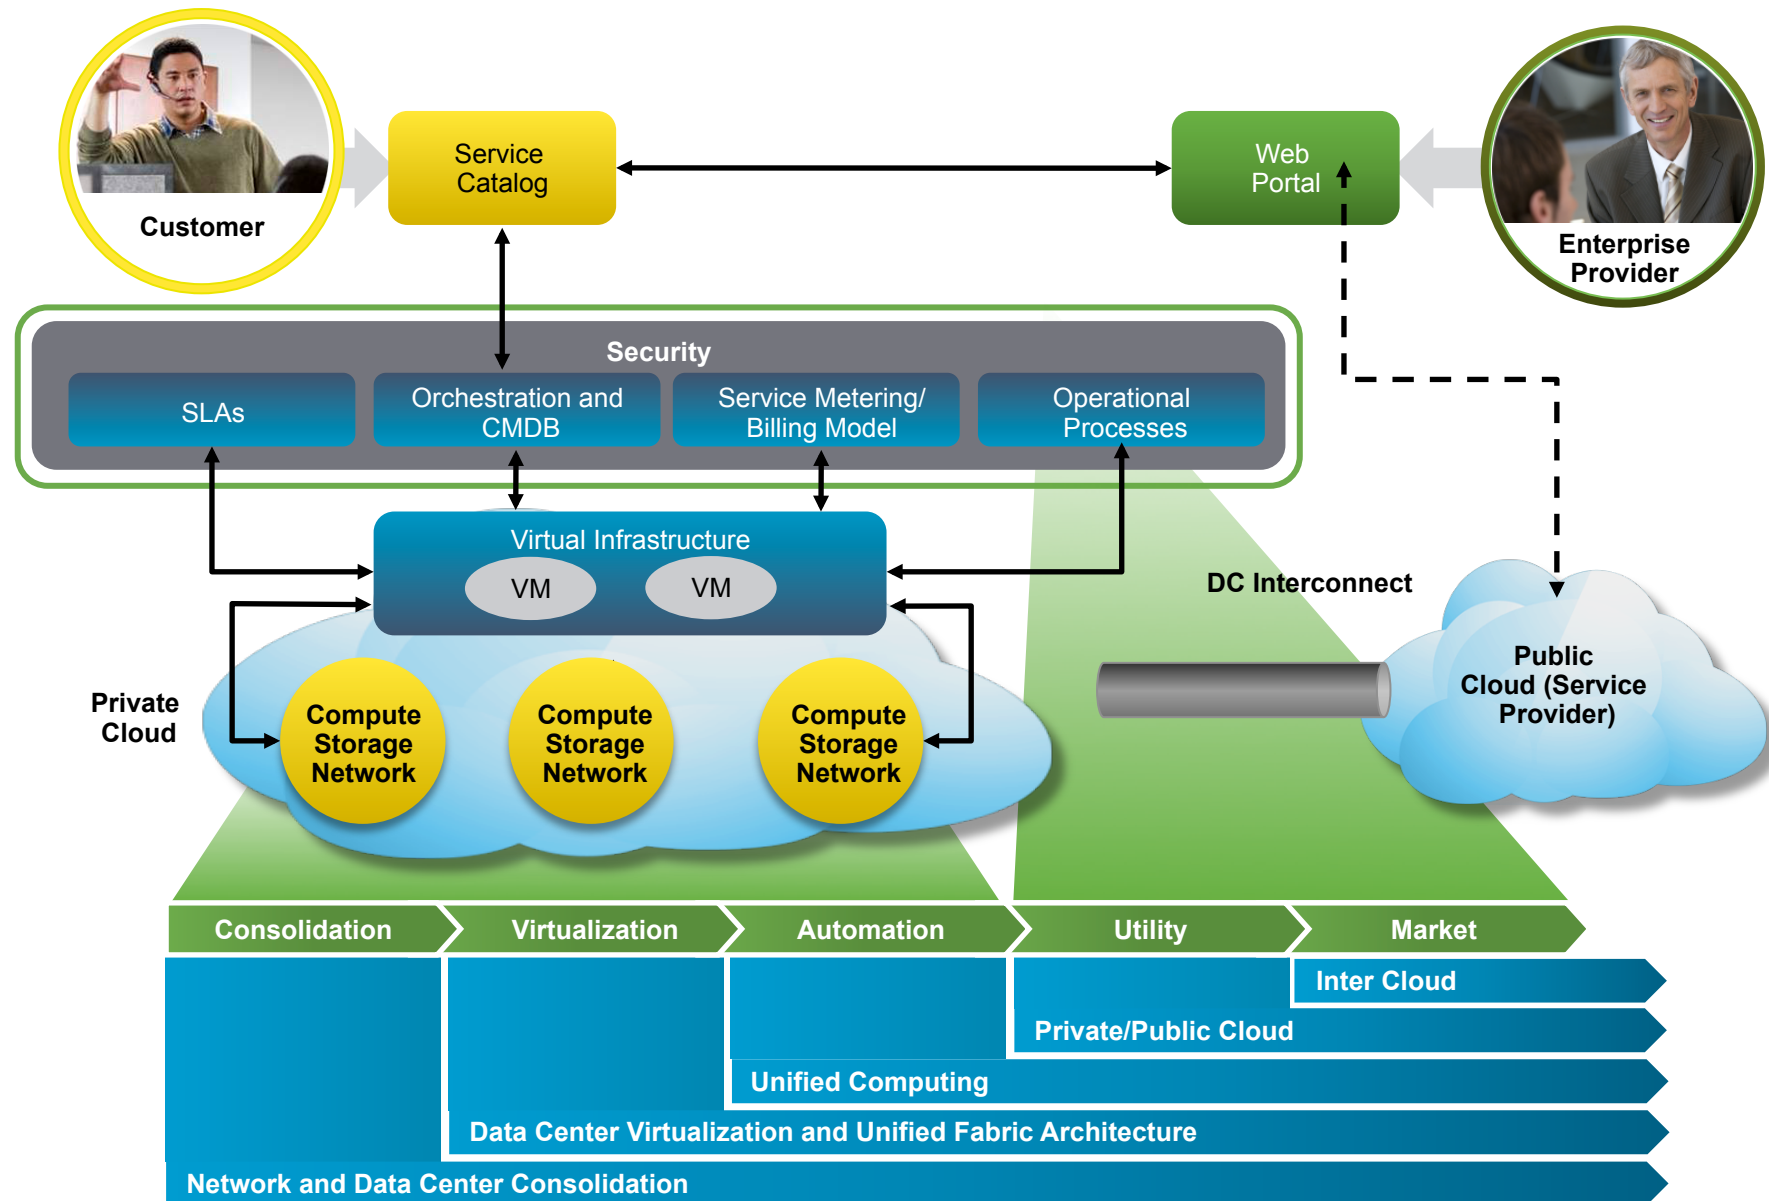 Customer
Service
Catalog
Web
Portal
Enterprise
Provider
Security
SLAs
Orchestration and
CMDB
Service Metering/
Billing Model
Operational
Processes
Virtual Infrastructure
VM
VM
DC Interconnect
Public
Cloud (Service
Provider)
Private
Cloud
Compute
Storage
Network
Compute
Storage
Network
Compute
Storage
Network
Consolidation
Virtualization
Automation
Utility
Market
Inter Cloud
Private/Public Cloud
Unified Computing
Data Center Virtualization and Unified Fabric Architecture
Network and Data Center Consolidation